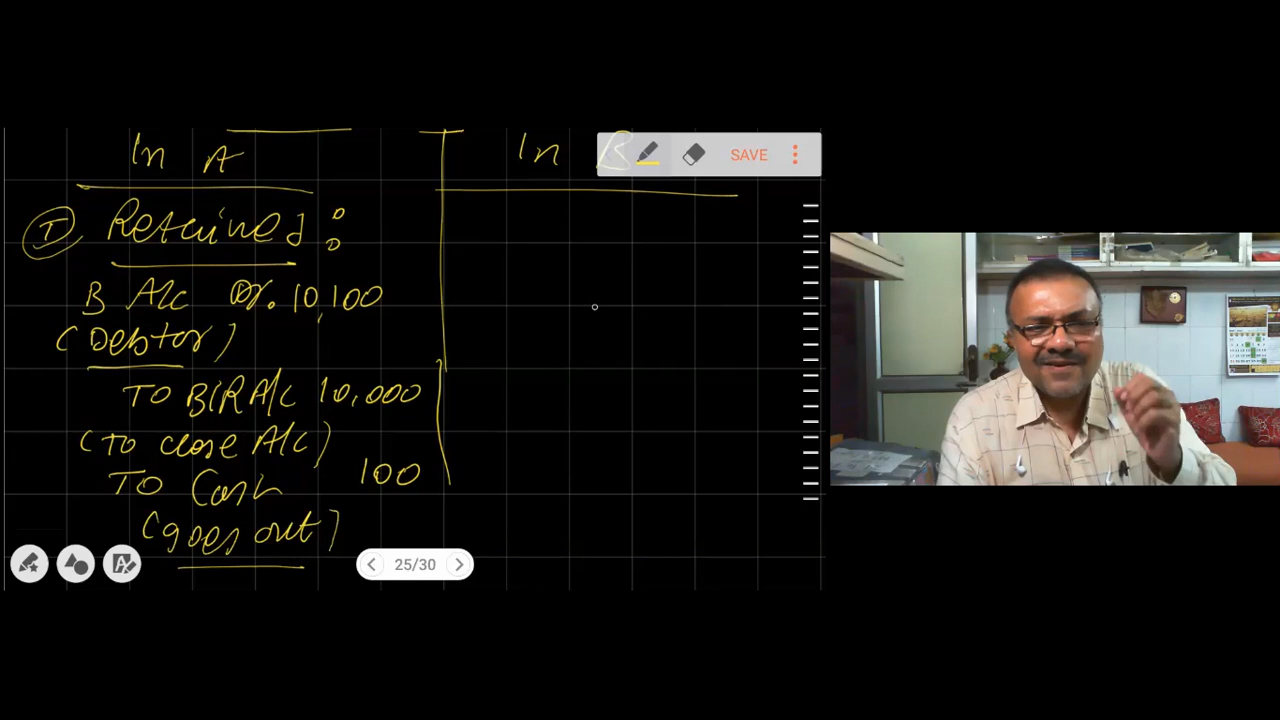 In A
In B
SAVE
I Retained :
B A/c Dr. 10,100
(Debtor)
TO B/R A/c 10,000
(TO close A/c)
TO Cash 100
(goes out)
25/30